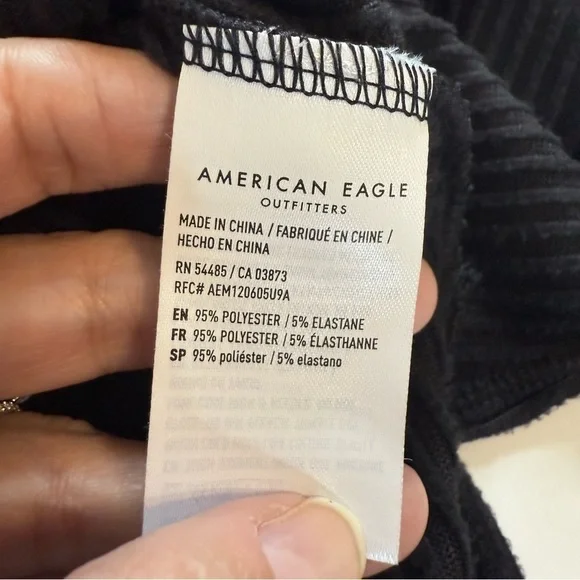 AMERICAN EAGLE
OUTFITTERS
MADE IN CHINA / FABRIQUÉ EN CHINE /
HECHO EN CHINA
RN 54485 / CA 03873
RFC# AEM120605U9A
EN 95% POLYESTER / 5% ELASTANE
FR 95% POLYESTER / 5% ÉLASTHANNE
SP 95% poliéster / 5% elastano